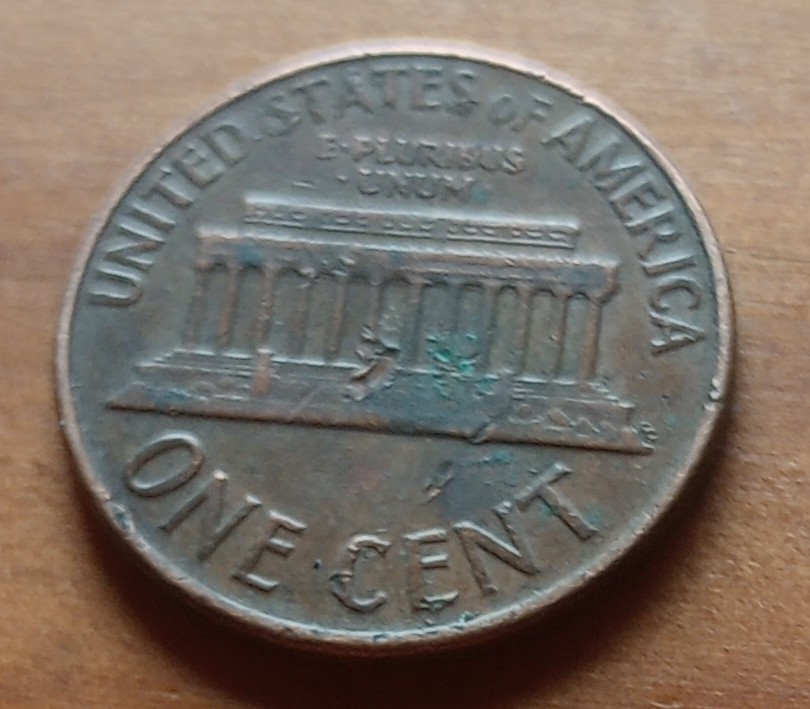 UNITED STATES OF AMERICA
E·PLURIBUS
·UNUM
ONE CENT